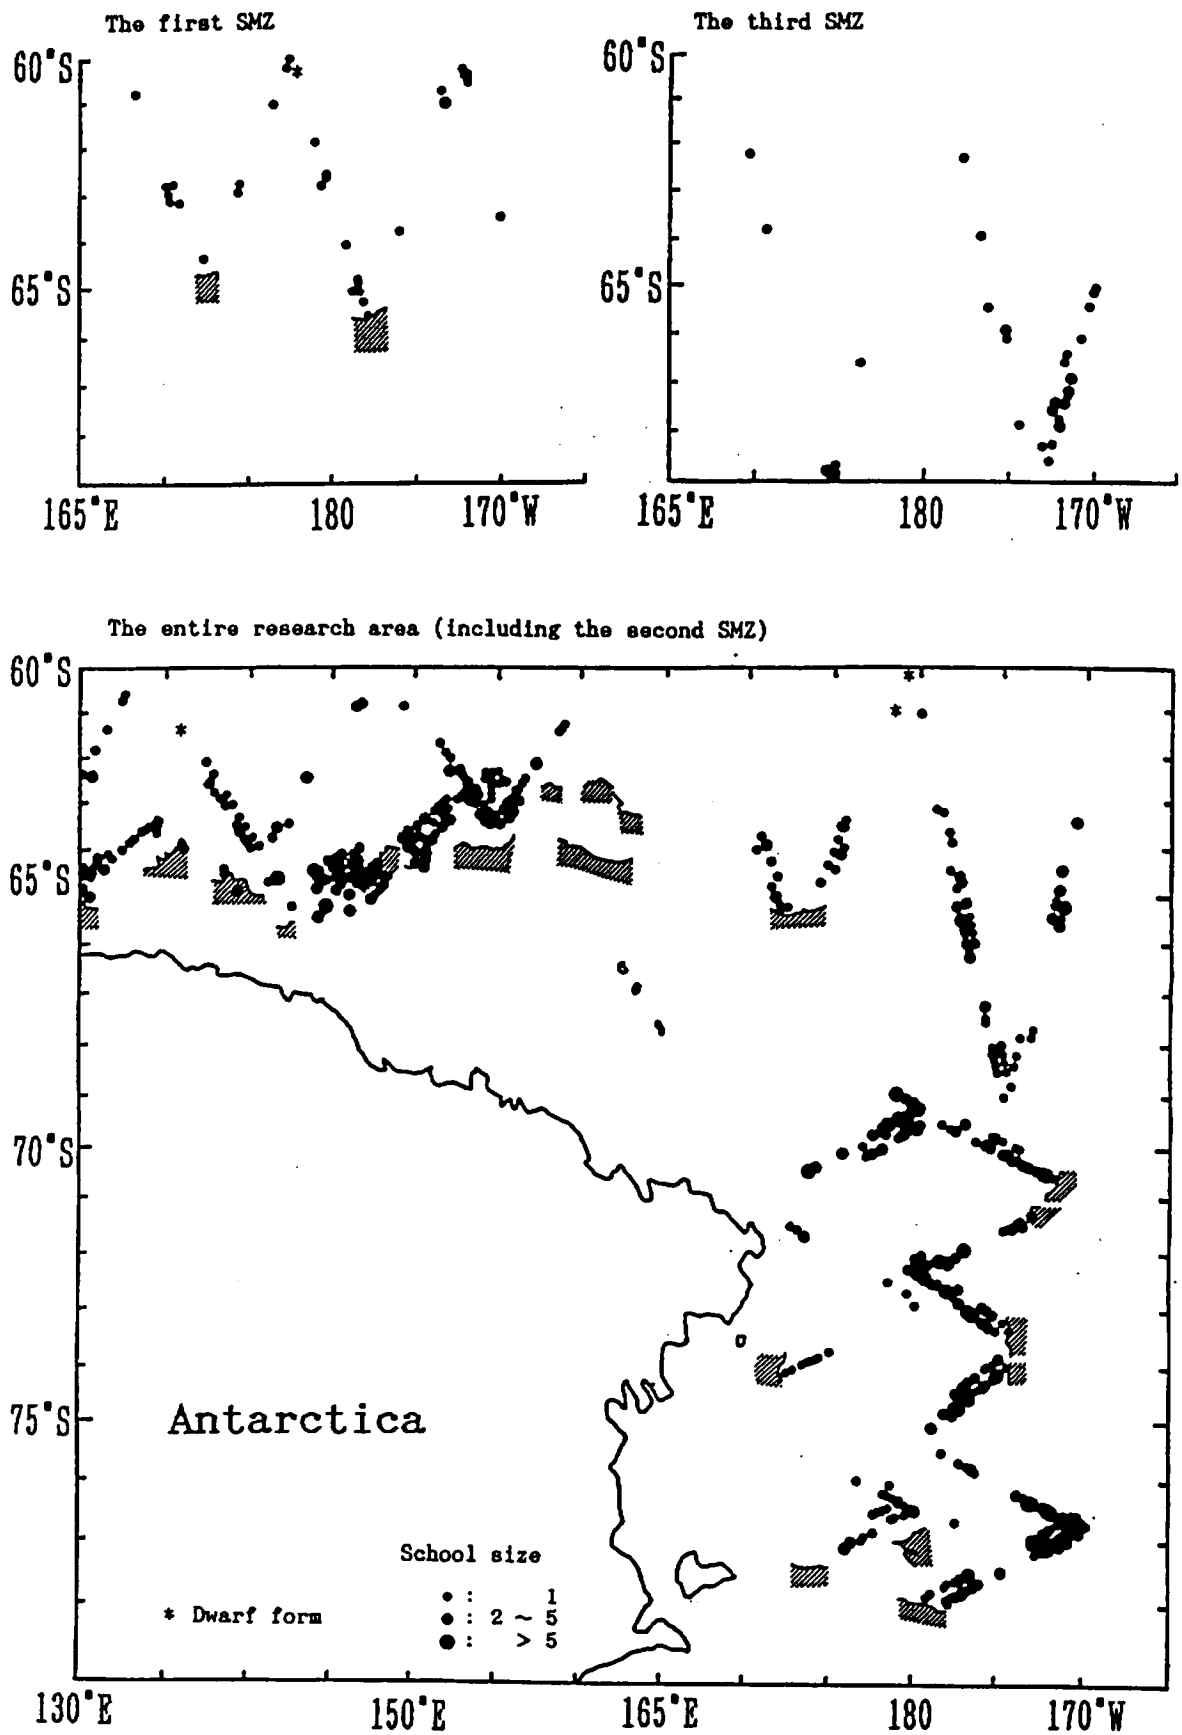 The first SMZ
60°S
65°S
165°E 180 170°W
The third SMZ
60°S
65°S
165°E 180 170°W
The entire research area (including the second SMZ)
60°S
65°S
70°S
75°S
Antarctica
School size
* Dwarf form
• : 1
• : 2 ~ 5
• : > 5
130°E 150°E 165°E 180 170°W